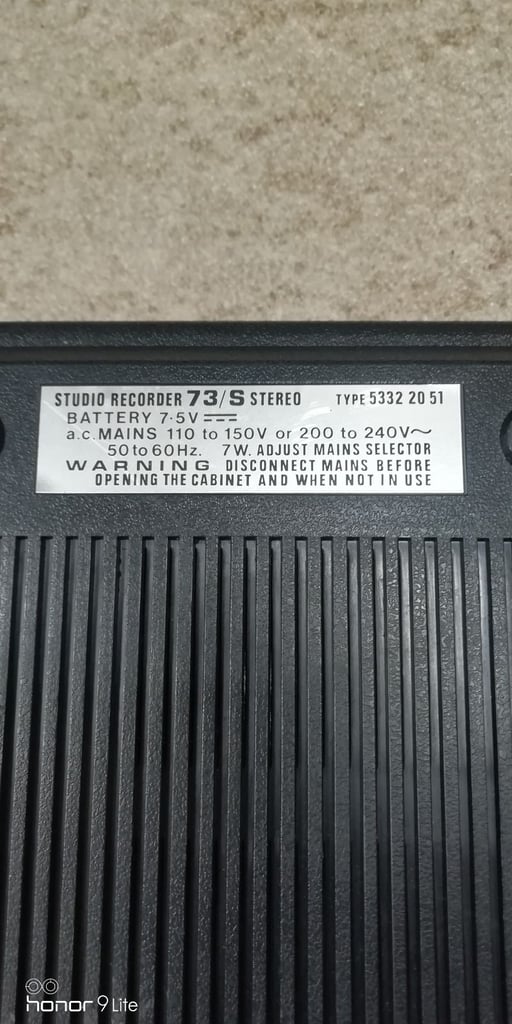 STUDIO RECORDER 73/S STEREO TYPE 5332 20 51
BATTERY 7·5V ⎓
a.c. MAINS 110 to 150V or 200 to 240V~
50 to 60Hz. 7W. ADJUST MAINS SELECTOR
WARNING DISCONNECT MAINS BEFORE
OPENING THE CABINET AND WHEN NOT IN USE
honor 9 Lite